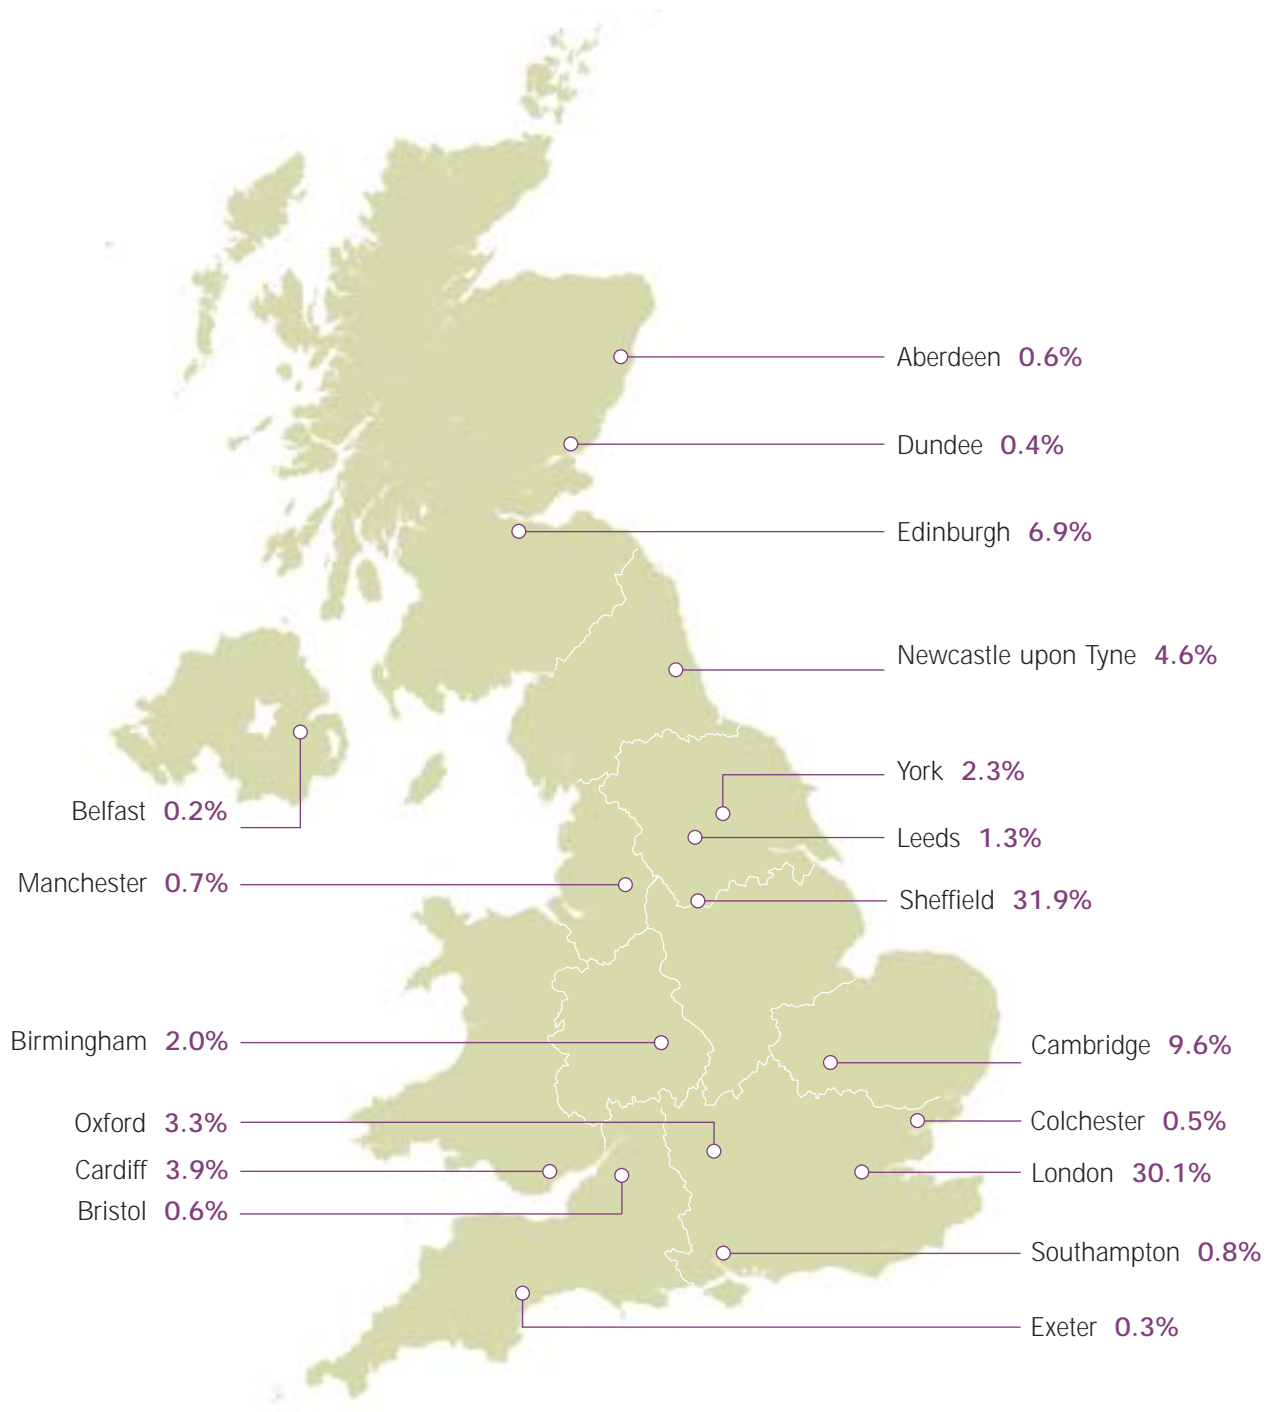 Aberdeen 0.6%
Dundee 0.4%
Edinburgh 6.9%
Newcastle upon Tyne 4.6%
York 2.3%
Belfast 0.2%
Leeds 1.3%
Manchester 0.7%
Sheffield 31.9%
Birmingham 2.0%
Cambridge 9.6%
Oxford 3.3%
Colchester 0.5%
Cardiff 3.9%
London 30.1%
Bristol 0.6%
Southampton 0.8%
Exeter 0.3%